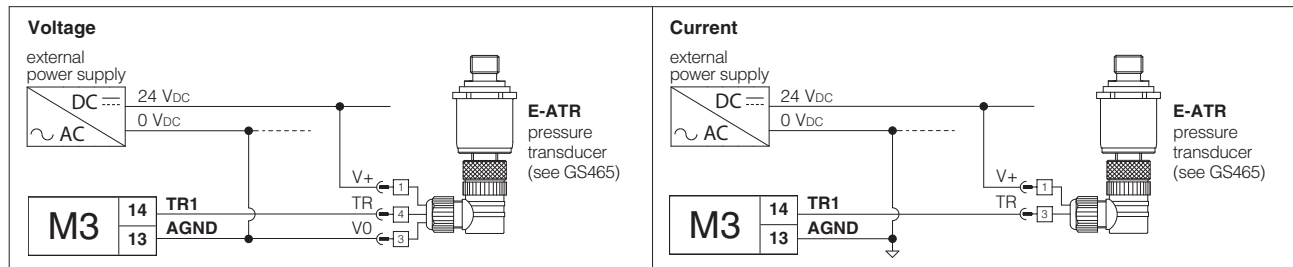 Voltage
external
power supply
DC
AC
24 VDC
0 VDC
E-ATR
pressure
transducer
(see GS465)
V+
1
M3
14
TR1
TR
4
13
AGND
V0
3
Current
external
power supply
DC
AC
24 VDC
0 VDC
E-ATR
pressure
transducer
(see GS465)
V+
1
M3
14
TR1
TR
3
13
AGND